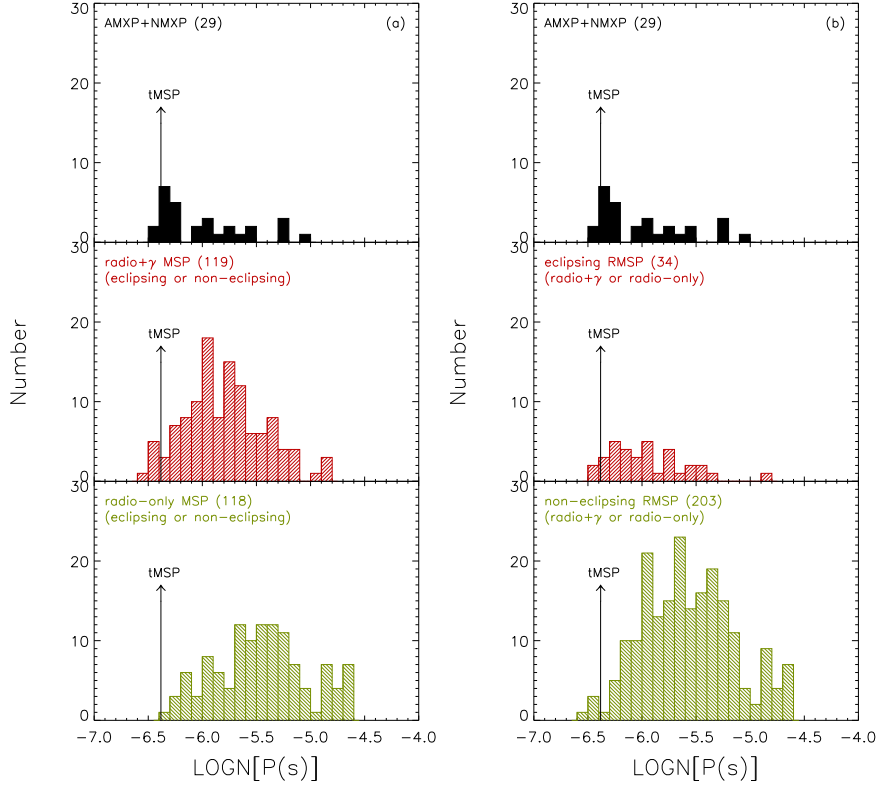 AMXP+NMXP (29)
(a)
tMSP
30
20
10
0
radio+γ MSP (119)
(eclipsing or non−eclipsing)
tMSP
30
20
10
0
radio−only MSP (118)
(eclipsing or non−eclipsing)
tMSP
30
20
10
0
Number
−7.0 −6.5 −6.0 −5.5 −5.0 −4.5 −4.0
LOGN[P(s)]
AMXP+NMXP (29)
(b)
tMSP
30
20
10
0
eclipsing RMSP (34)
(radio+γ or radio−only)
tMSP
30
20
10
0
non−eclipsing RMSP (203)
(radio+γ or radio−only)
tMSP
30
20
10
0
Number
−7.0 −6.5 −6.0 −5.5 −5.0 −4.5 −4.0
LOGN[P(s)]